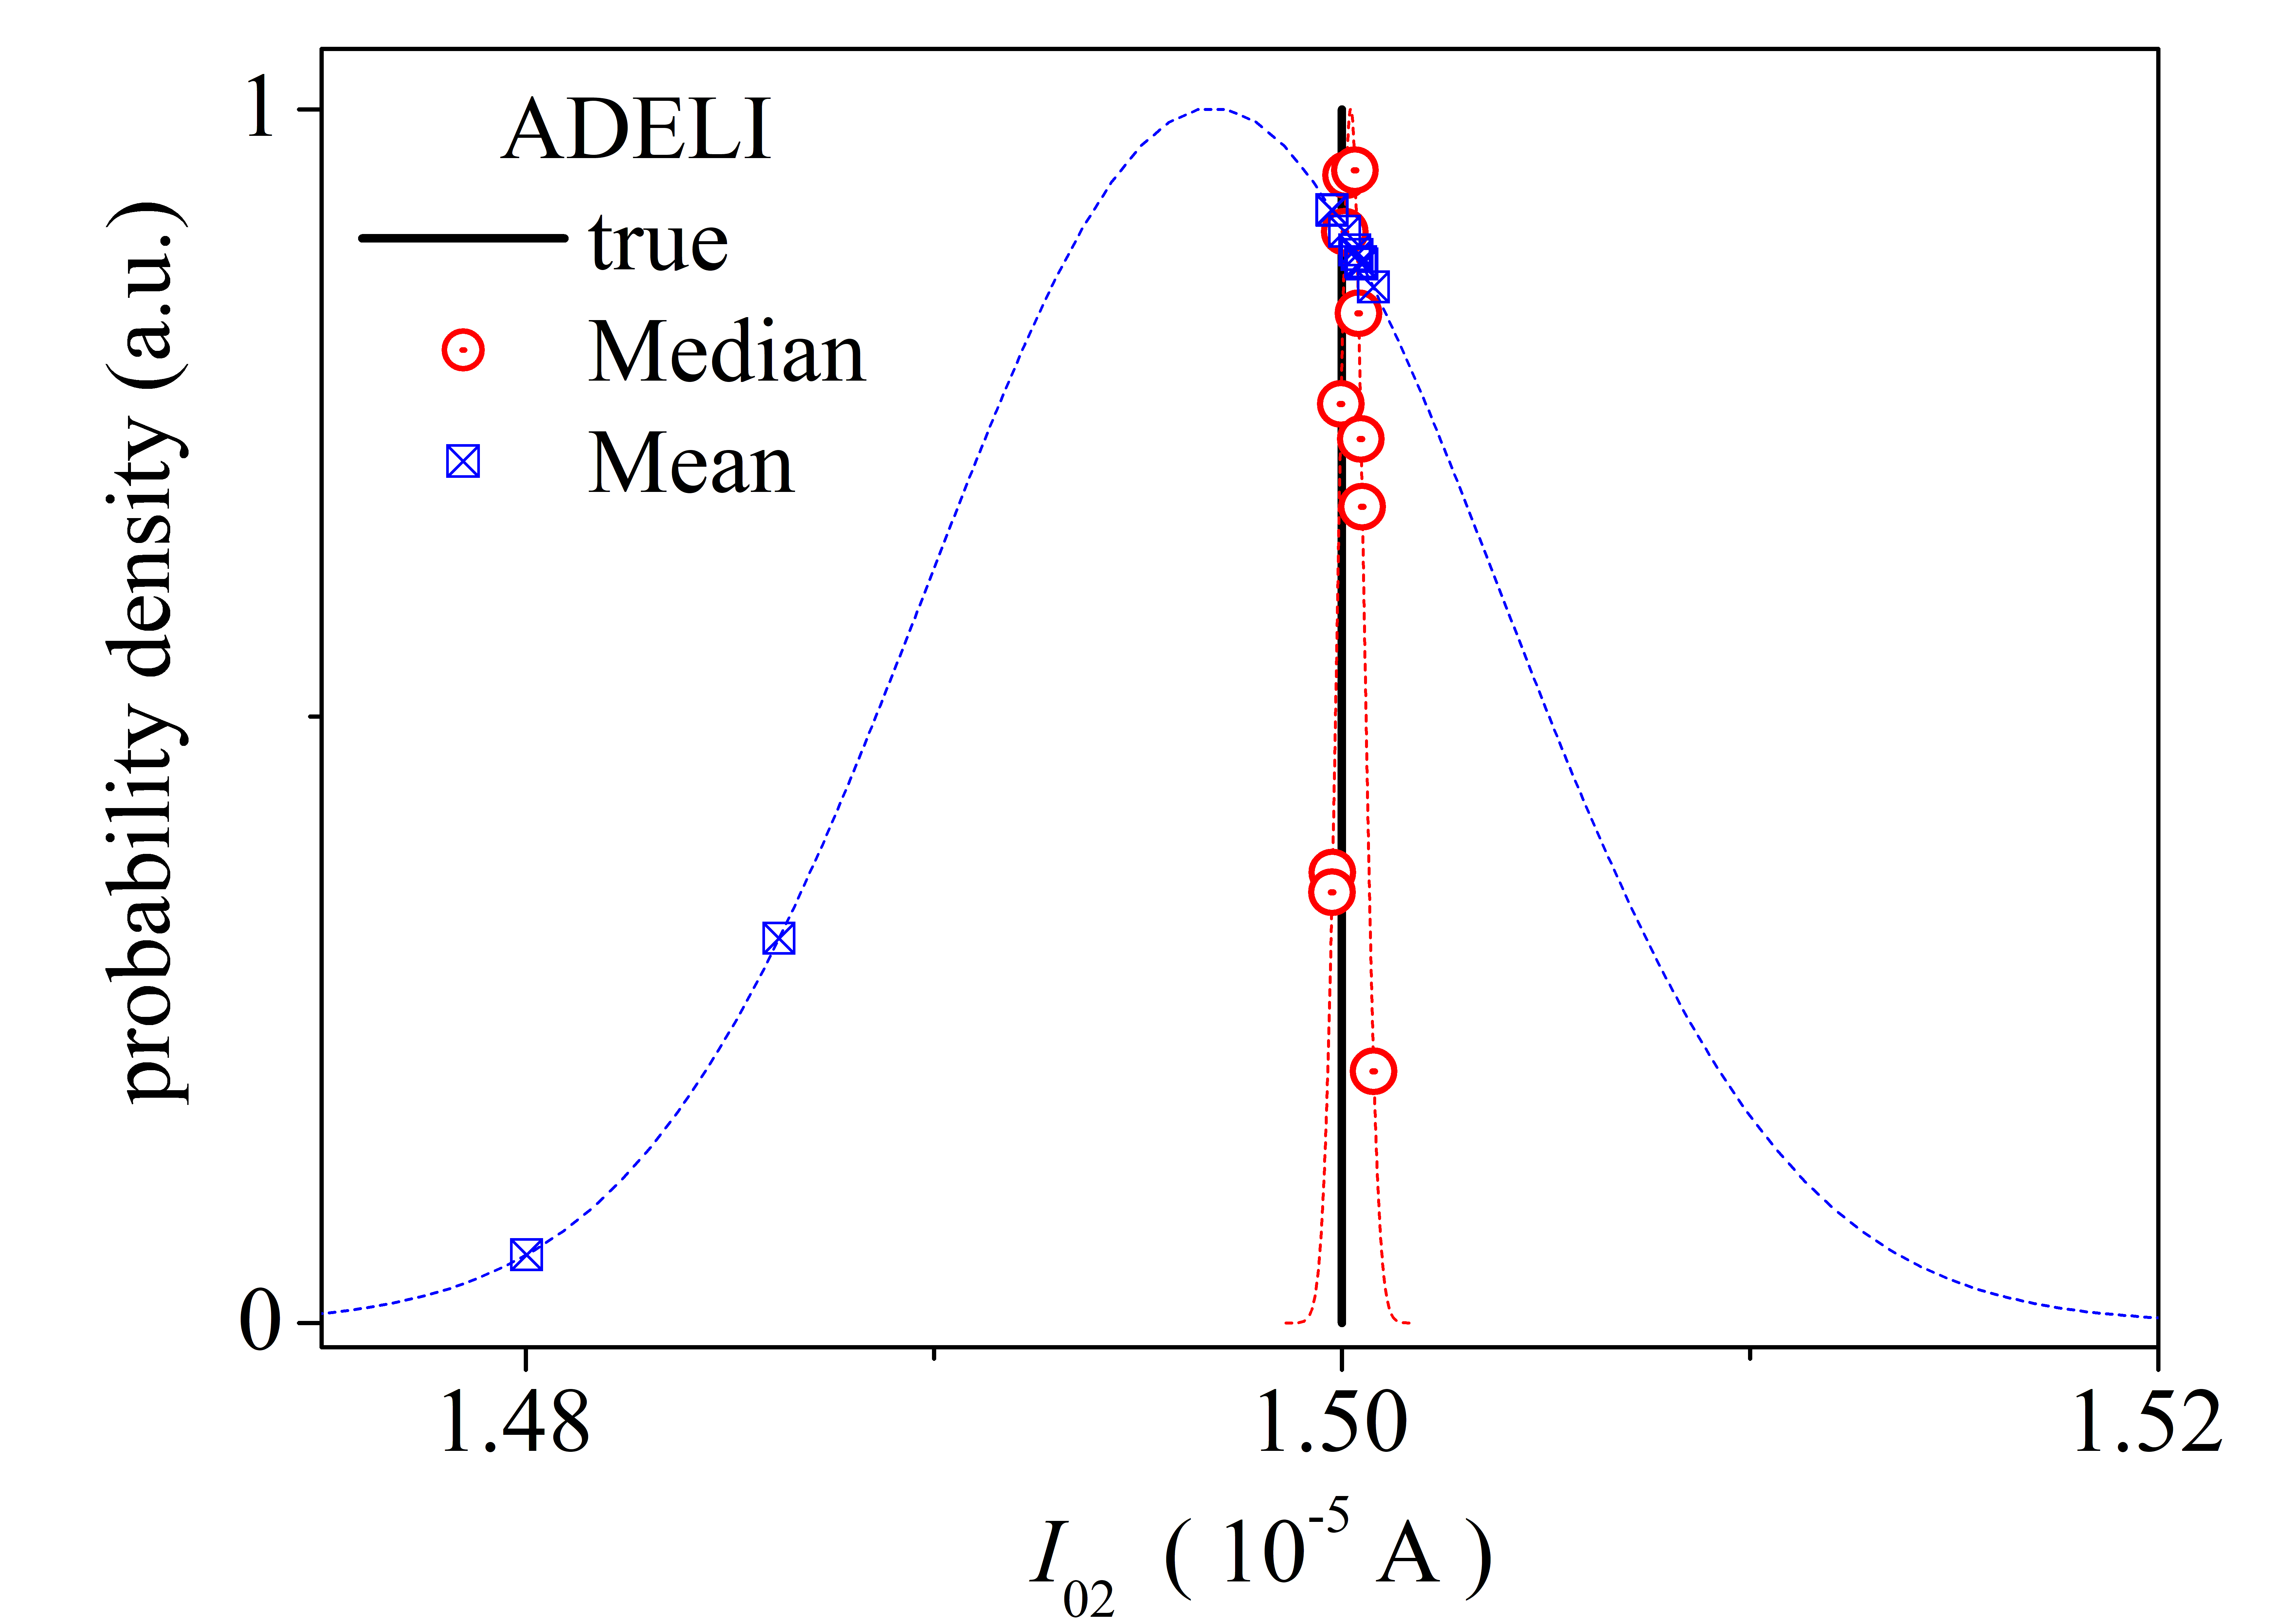 1
ADELI
true
Median
Mean
probability density (a.u.)
0
1.48
1.50
1.52
I02 ( 10-5 A )